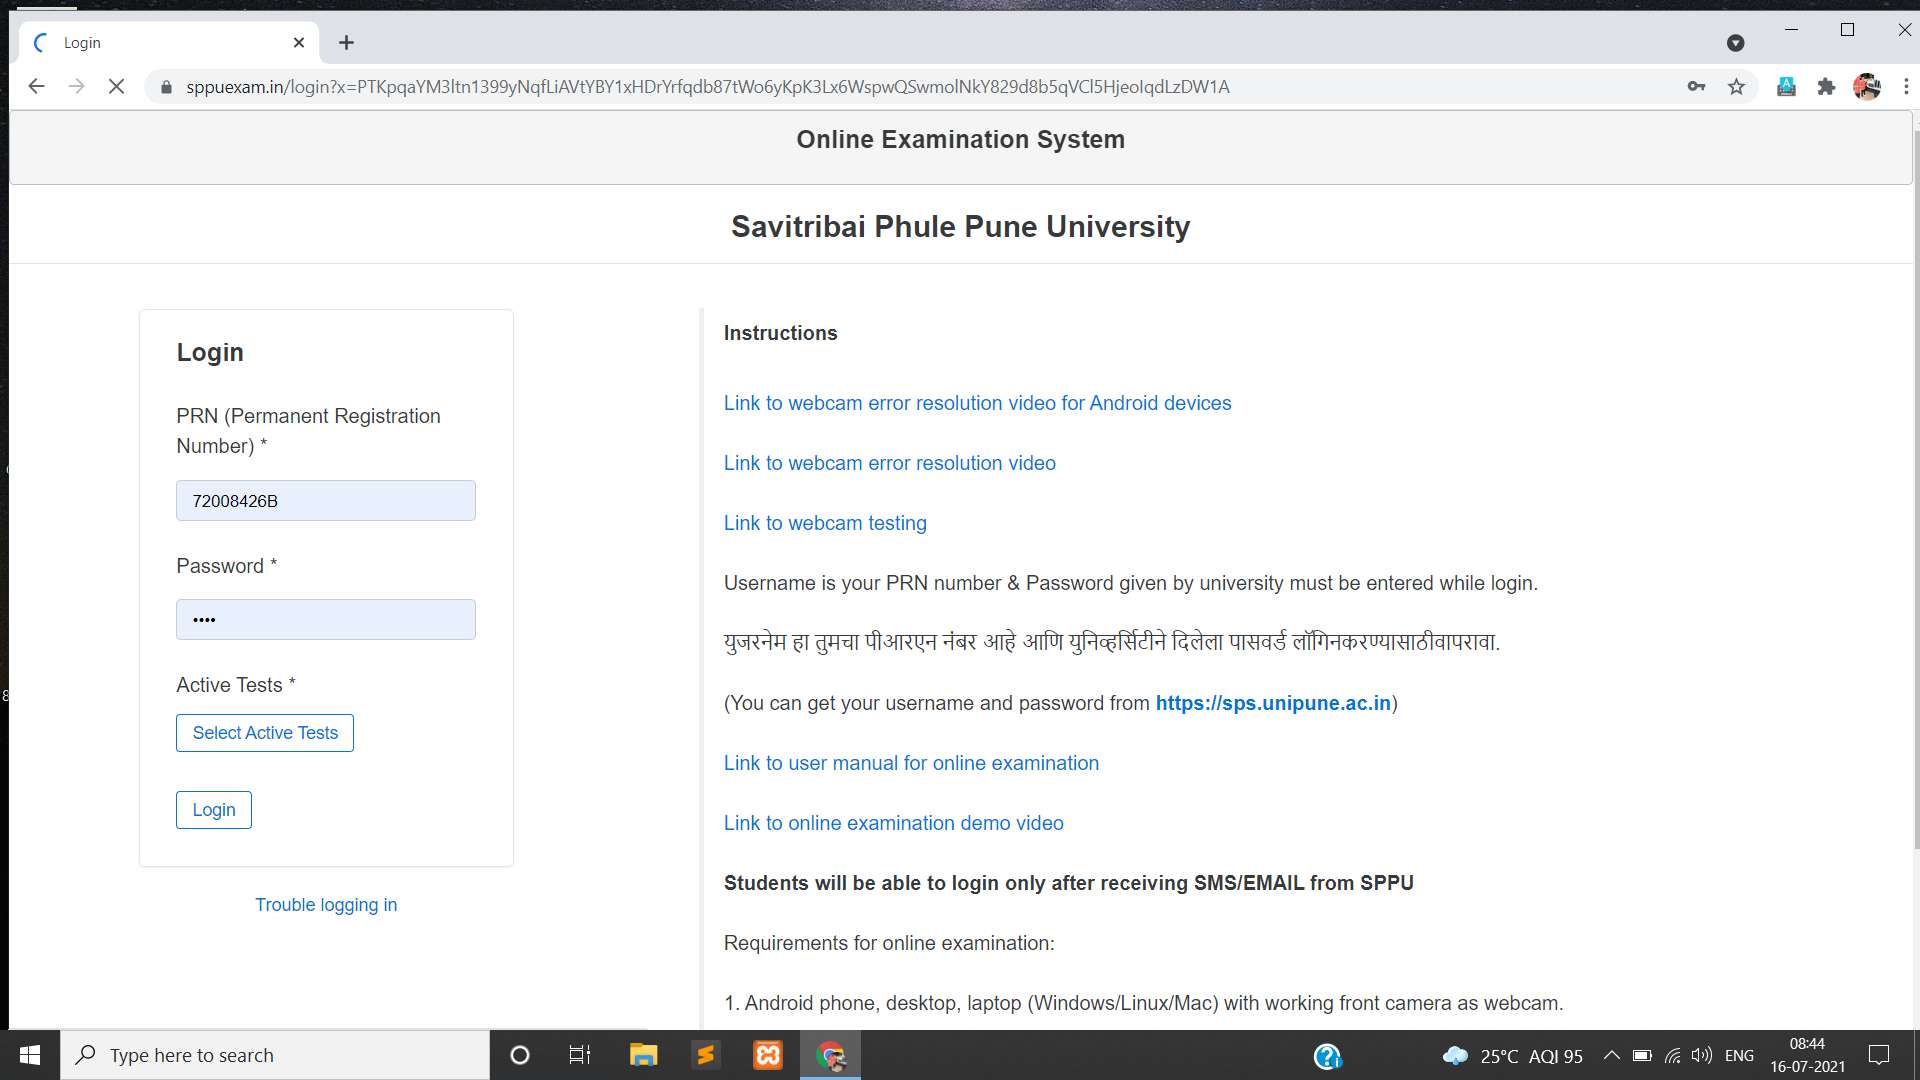 Login
sppuexam.in/login?x=PTKpqaYM3ltn1399yNqfLiAVtYBY1xHDrYrfqdb87tWo6yKpK3Lx6WspwQSwmolNkY829d8b5qVCl5HjeoIqdLzDW1A
Online Examination System
Savitribai Phule Pune University
Login
PRN (Permanent Registration
Number) *
72008426B
Password *
••••
Active Tests *
Select Active Tests
Login
Trouble logging in
Instructions
Link to webcam error resolution video for Android devices
Link to webcam error resolution video
Link to webcam testing
Username is your PRN number & Password given by university must be entered while login.
युजरनेम हा तुमचा पीआरएन नंबर आहे आणि युनिव्हर्सिटीने दिलेला पासवर्ड लॉगिनकरण्यासाठीवापरावा.
(You can get your username and password from https://sps.unipune.ac.in)
Link to user manual for online examination
Link to online examination demo video
Students will be able to login only after receiving SMS/EMAIL from SPPU
Requirements for online examination:
1. Android phone, desktop, laptop (Windows/Linux/Mac) with working front camera as webcam.
Type here to search
25°C AQI 95
ENG
08:44
16-07-2021